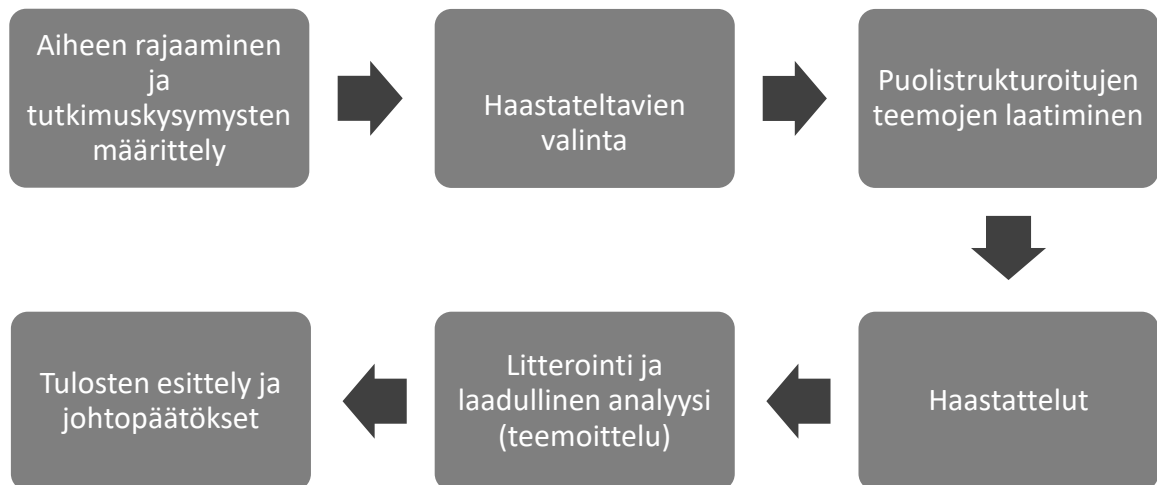 Aiheen rajaaminen
ja
tutkimuskysymysten
määrittely
Haastateltavien
valinta
Puolistrukturoitujen
teemojen laatiminen
Haastattelut
Litterointi ja
laadullinen analyysi
(teemoittelu)
Tulosten esittely ja
johtopäätökset